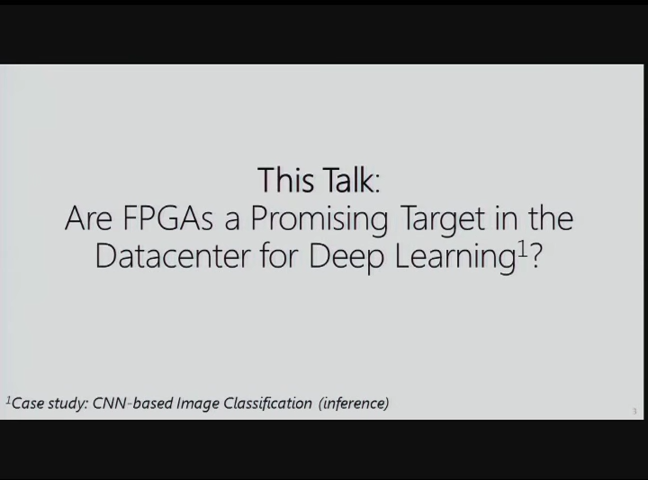 This Talk:
Are FPGAs a Promising Target in the
Datacenter for Deep Learning¹?
¹Case study: CNN-based Image Classification (inference)
3